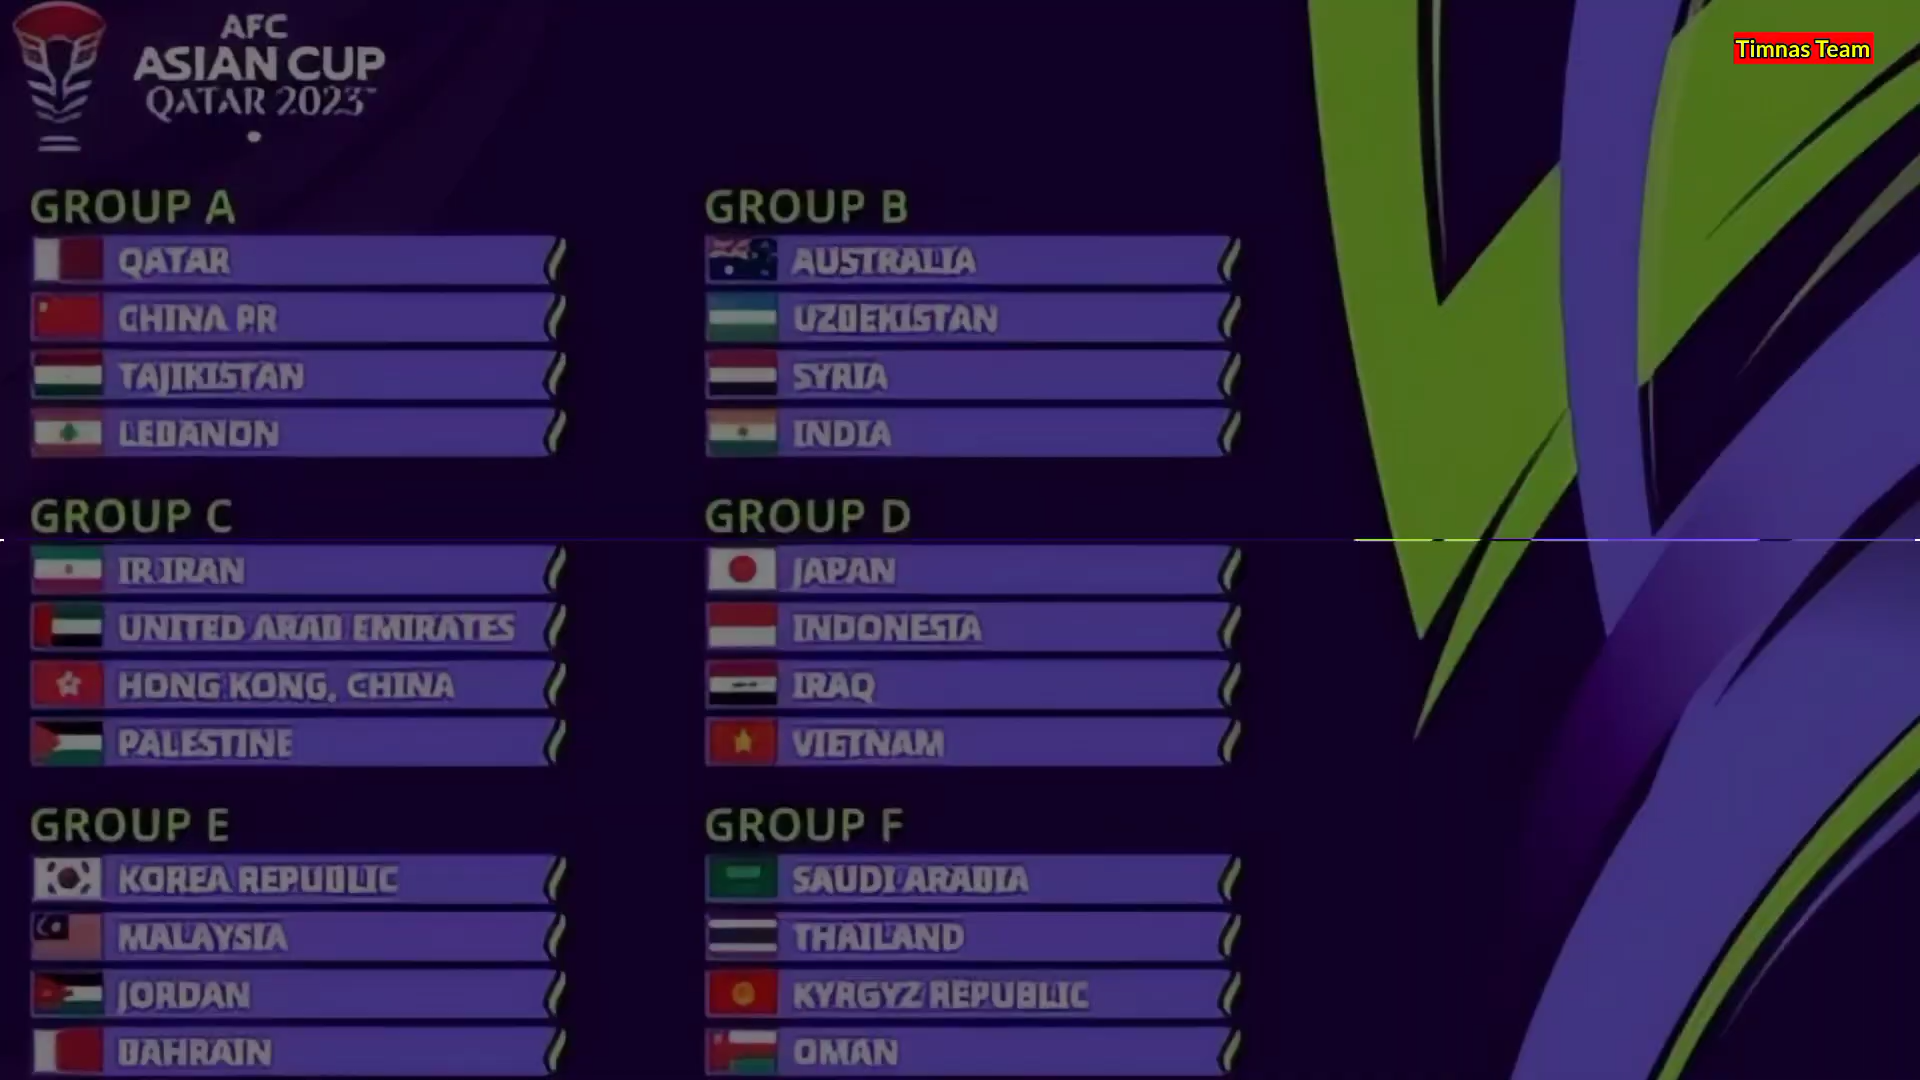 AFC
ASIAN CUP
QATAR 2023™
Timnas Team
GROUP A
QATAR
CHINA PR
TAJIKISTAN
LEBANON
GROUP B
AUSTRALIA
UZBEKISTAN
SYRIA
INDIA
GROUP C
IR IRAN
UNITED ARAB EMIRATES
HONG KONG, CHINA
PALESTINE
GROUP D
JAPAN
INDONESIA
IRAQ
VIETNAM
GROUP E
KOREA REPUBLIC
MALAYSIA
JORDAN
BAHRAIN
GROUP F
SAUDI ARABIA
THAILAND
KYRGYZ REPUBLIC
OMAN